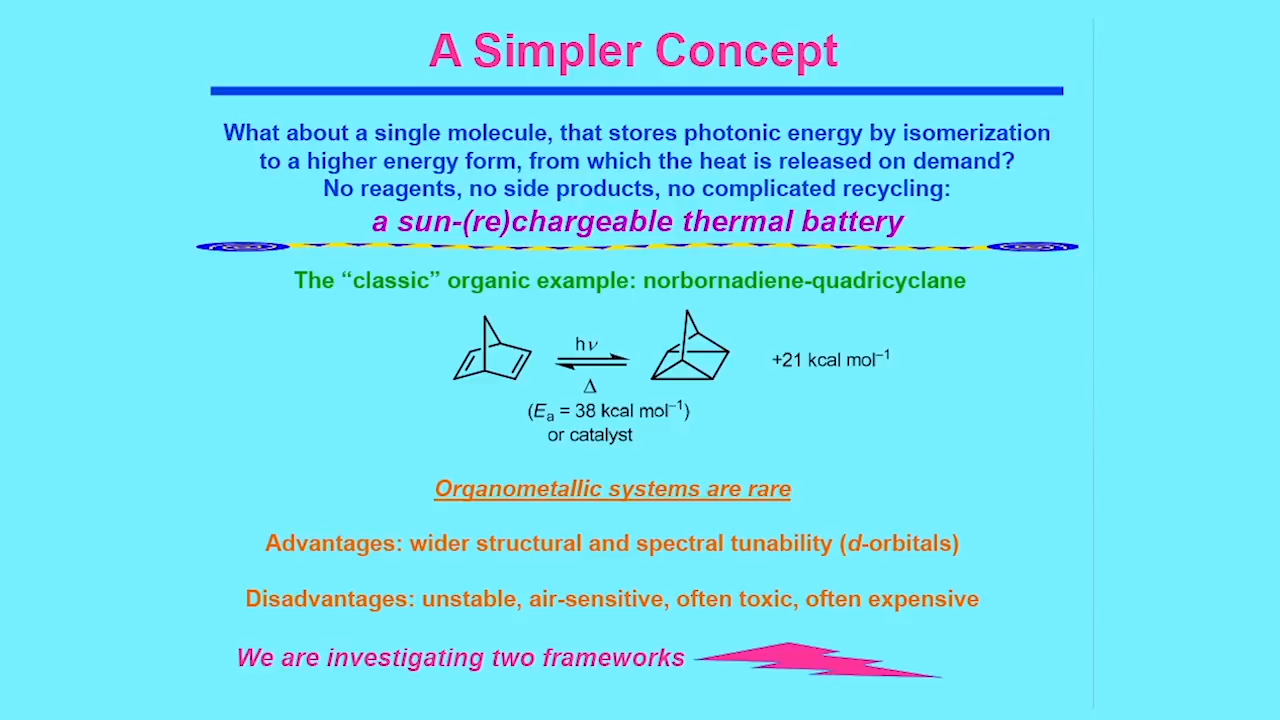 A Simpler Concept
What about a single molecule, that stores photonic energy by isomerization
to a higher energy form, from which the heat is released on demand?
No reagents, no side products, no complicated recycling:
a sun-(re)chargeable thermal battery
The “classic” organic example: norbornadiene-quadricyclane
hν
+21 kcal mol⁻¹
Δ
(Eₐ = 38 kcal mol⁻¹)
or catalyst
Organometallic systems are rare
Advantages: wider structural and spectral tunability (d-orbitals)
Disadvantages: unstable, air-sensitive, often toxic, often expensive
We are investigating two frameworks